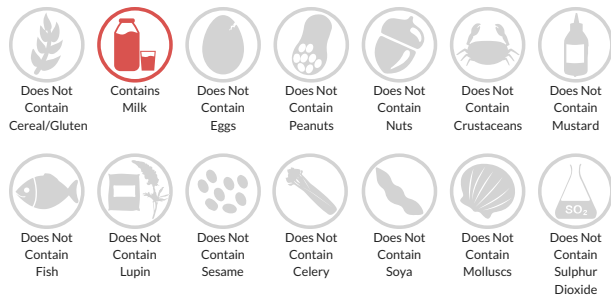 Does Not
Contain
Cereal/Gluten
Contains
Milk
Does Not
Contain
Eggs
Does Not
Contain
Peanuts
Does Not
Contain
Nuts
Does Not
Contain
Crustaceans
Does Not
Contain
Mustard
Does Not
Contain
Fish
Does Not
Contain
Lupin
Does Not
Contain
Sesame
Does Not
Contain
Celery
Does Not
Contain
Soya
Does Not
Contain
Molluscs
SO₂
Does Not
Contain
Sulphur
Dioxide